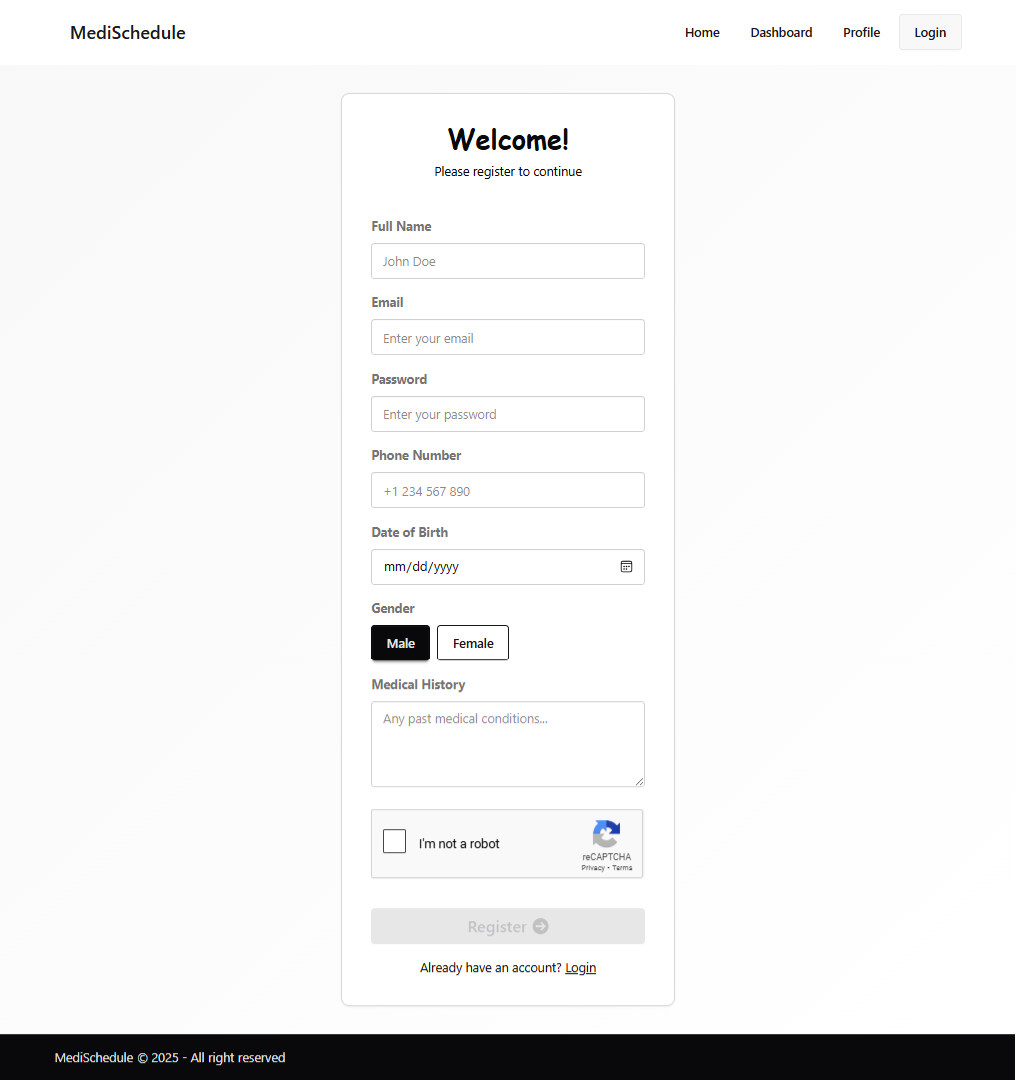 MediSchedule
Home Dashboard Profile Login
Welcome!
Please register to continue
Full Name
John Doe
Email
Enter your email
Password
Enter your password
Phone Number
+1 234 567 890
Date of Birth
mm/dd/yyyy
Gender
Male Female
Medical History
Any past medical conditions...
I'm not a robot
reCAPTCHA
Privacy - Terms
Register
Already have an account? Login
MediSchedule © 2025 - All right reserved